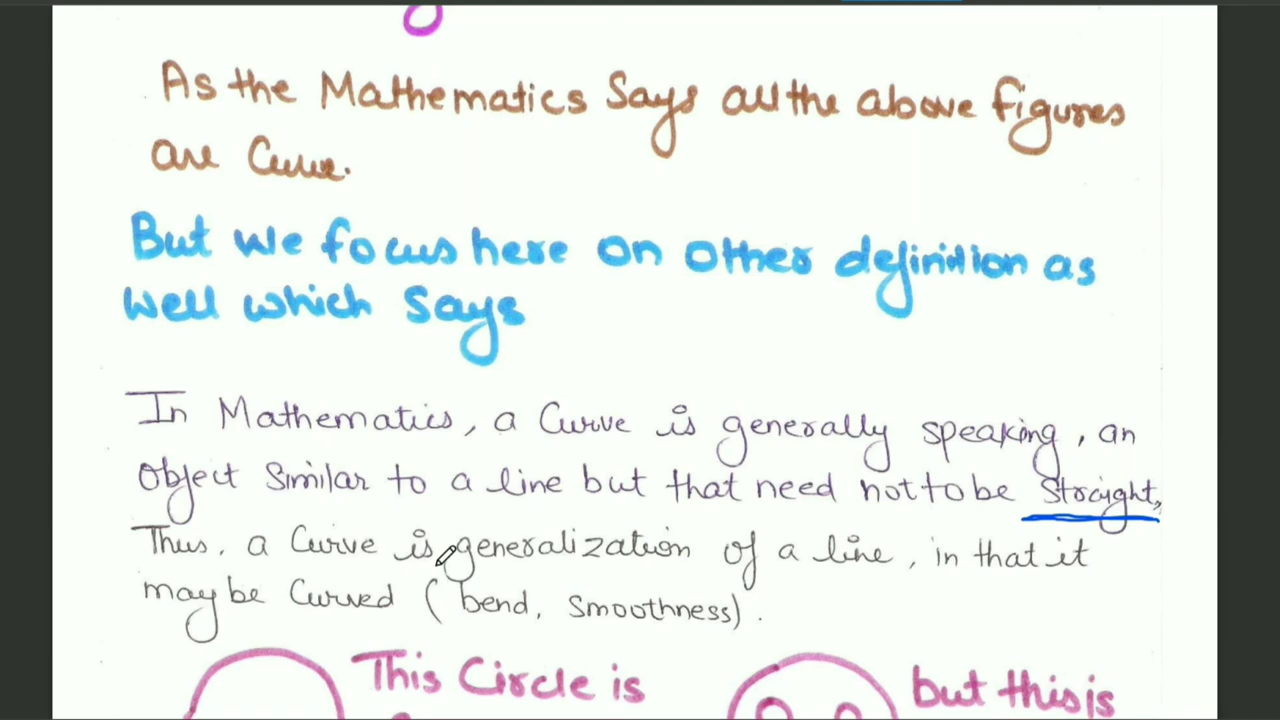 As the Mathematics Says all the above figures
are Curve.
But we focus here on other definition as
well which says
In Mathematics, a Curve is generally speaking, an
object similar to a line but that need not to be straight,
Thus, a Curve is generalization of a line, in that it
may be Curved ( bend, smoothness).
This Circle is
but this is